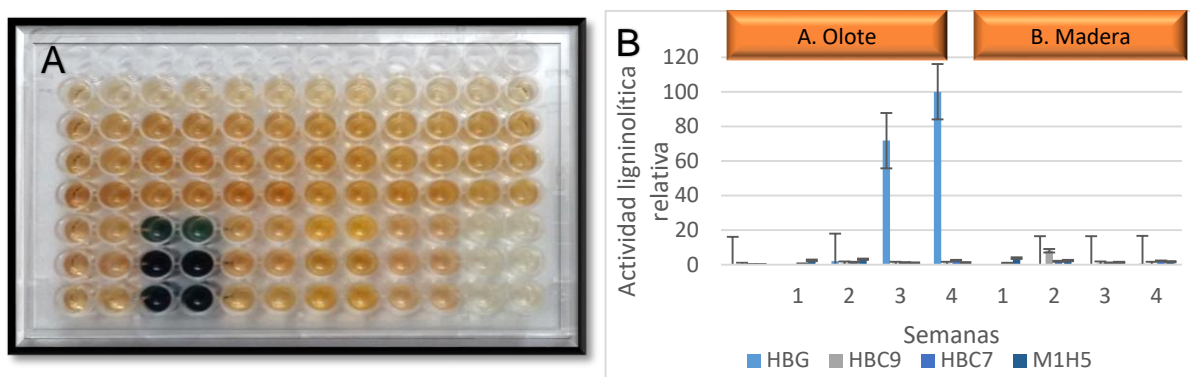 A
B
A. Olote
B. Madera
Actividad ligninolítica
relativa
120
100
80
60
40
20
0
1 2 3 4 1 2 3 4
Semanas
HBG HBC9 HBC7 M1H5